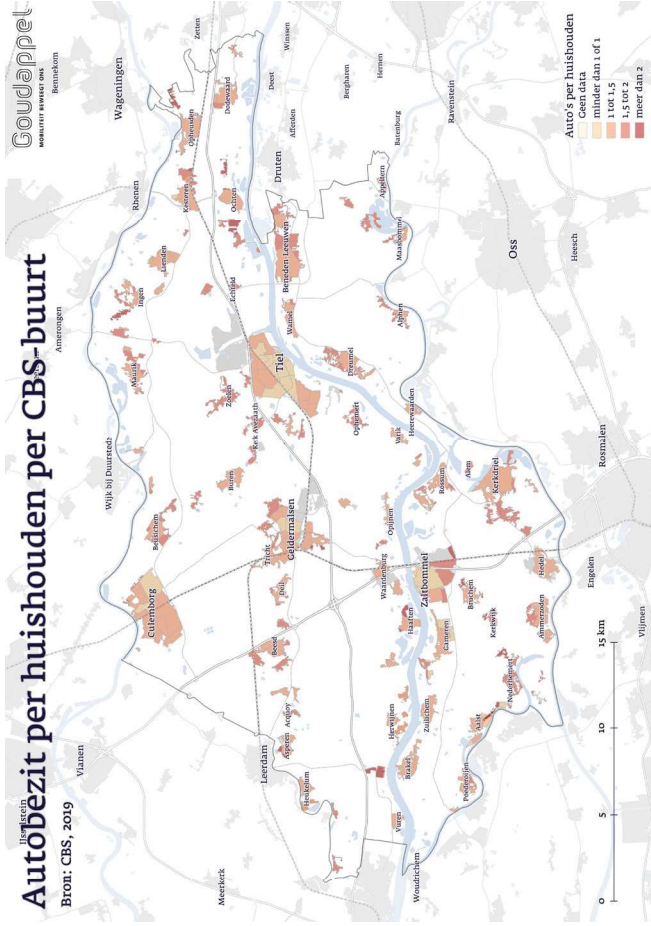 Autobezit per huishouden per CBS-buurt
Bron: CBS, 2019
Goudappel
MOBILITEIT BEWEEGT ONS
IJsselstein
Vianen
Meerkerk
Leerdam
Woudrichem
Culemborg
Beusichem
Wijk bij Duurstede
Amerongen
Maurik
Ingen
Rhenen
Lienden
Kesteren
Opheusden
Wageningen
Bennekom
Zetten
Dodewaard
Ochten
Echteld
Zoelen
Kerk Avezaath
Buren
Tricht
Geldermalsen
Deil
Beesd
Acquoy
Asperen
Heukelum
Tiel
Wamel
Beneden-Leeuwen
Druten
Deest
Winssen
Afferden
Bergharen
Hernen
Batenburg
Ravenstein
Appeltern
Maasbommel
Alphen
Dreumel
Ophemert
Varik
Heerewaarden
Opijnen
Waardenburg
Haaften
Herwijnen
Vuren
Brakel
Zuilichem
Gameren
Zaltbommel
Bruchem
Kerkwijk
Rossum
Alem
Kerkdriel
Hedel
Ammerzoden
Nederhemert
Aalst
Poederoijen
Oss
Heesch
Rosmalen
Engelen
Vlijmen
Auto's per huishouden
Geen data
minder dan 1 of 1
1 tot 1,5
1,5 tot 2
meer dan 2
0 5 10 15 km